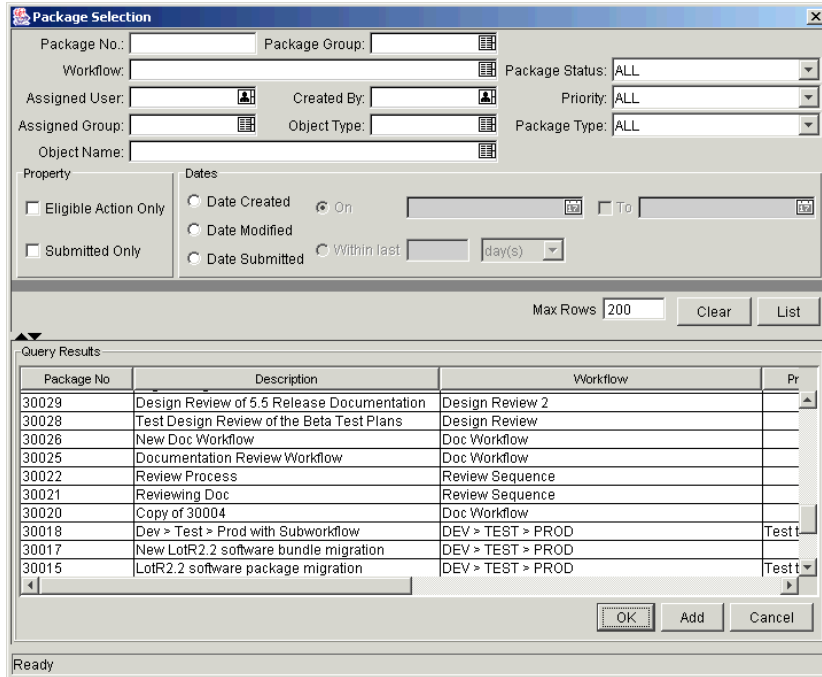 Package Selection
Package No.: Package Group:
Workflow: Package Status: ALL
Assigned User: Created By: Priority: ALL
Assigned Group: Object Type: Package Type: ALL
Object Name:
Property Dates
Eligible Action Only Date Created On To
Date Modified
Submitted Only Date Submitted Within last day(s)
Max Rows 200 Clear List
Query Results
Package No Description Workflow Pr
30029 Design Review of 5.5 Release Documentation Design Review 2
30028 Test Design Review of the Beta Test Plans Design Review
30026 New Doc Workflow Doc Workflow
30025 Documentation Review Workflow Doc Workflow
30022 Review Process Review Sequence
30021 Reviewing Doc Review Sequence
30020 Copy of 30004 Doc Workflow
30018 Dev > Test > Prod with Subworkflow DEV > TEST > PROD Test t
30017 New LotR2.2 software bundle migration DEV > TEST > PROD
30015 LotR2.2 software package migration DEV > TEST > PROD Test t
OK Add Cancel
Ready